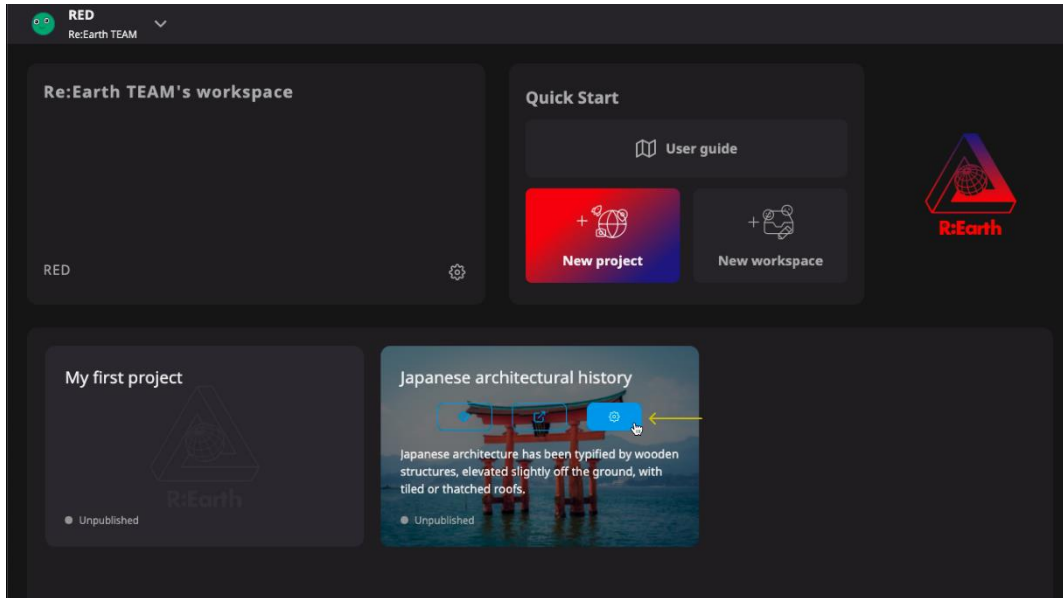 RED
Re:Earth TEAM
Re:Earth TEAM's workspace
RED
Quick Start
User guide
New project
New workspace
R:Earth
My first project
R:Earth
Unpublished
Japanese architectural history
Japanese architecture has been typified by wooden
structures, elevated slightly off the ground, with
tiled or thatched roofs.
Unpublished